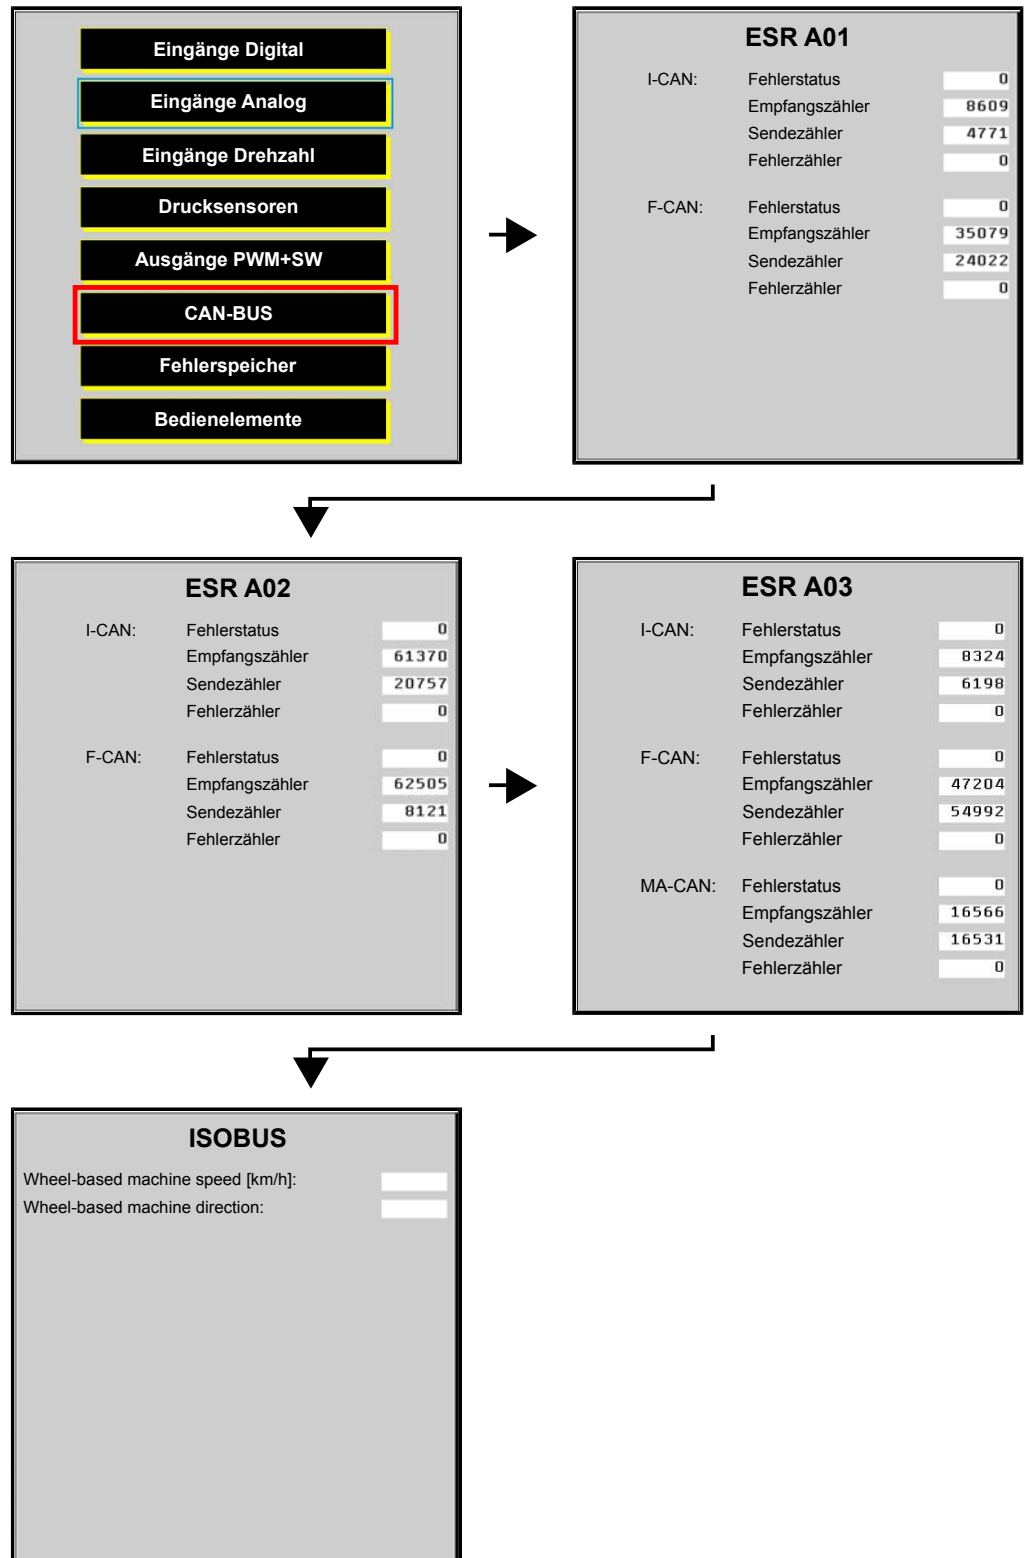 Eingänge Digital
Eingänge Analog
Eingänge Drehzahl
Drucksensoren
Ausgänge PWM+SW
CAN-BUS
Fehlerspeicher
Bedienelemente
ESR A01
I-CAN: Fehlerstatus 0
Empfangszähler 8609
Sendezähler 4771
Fehlerzähler 0
F-CAN: Fehlerstatus 0
Empfangszähler 35079
Sendezähler 24022
Fehlerzähler 0
ESR A02
I-CAN: Fehlerstatus 0
Empfangszähler 61370
Sendezähler 20757
Fehlerzähler 0
F-CAN: Fehlerstatus 0
Empfangszähler 62505
Sendezähler 8121
Fehlerzähler 0
ESR A03
I-CAN: Fehlerstatus 0
Empfangszähler 8324
Sendezähler 6198
Fehlerzähler 0
F-CAN: Fehlerstatus 0
Empfangszähler 47204
Sendezähler 54992
Fehlerzähler 0
MA-CAN: Fehlerstatus 0
Empfangszähler 16566
Sendezähler 16531
Fehlerzähler 0
ISOBUS
Wheel-based machine speed [km/h]:
Wheel-based machine direction: